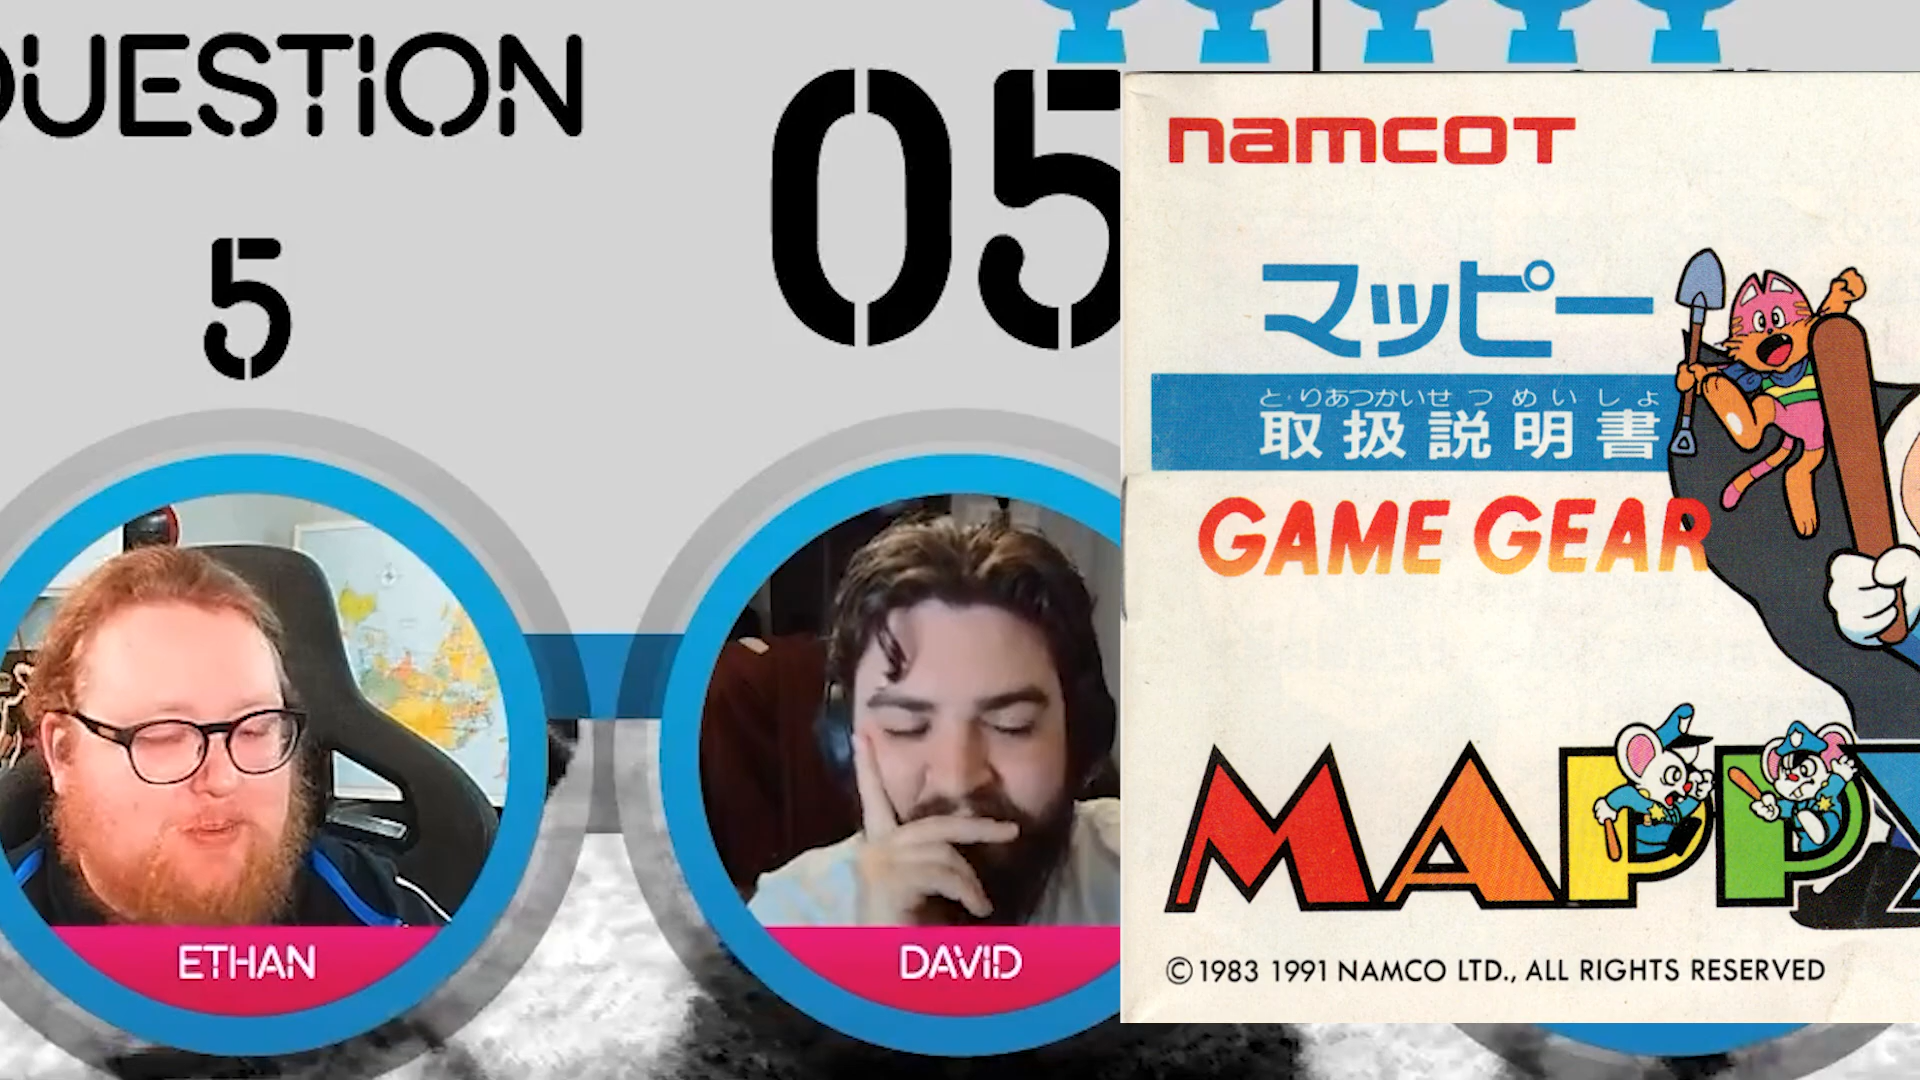 QUESTION
5
05
ETHAN
DAVID
namcot
マッピー
とりあつかいせつめいしょ
取扱説明書
GAME GEAR
MAPPY
©1983 1991 NAMCO LTD., ALL RIGHTS RESERVED